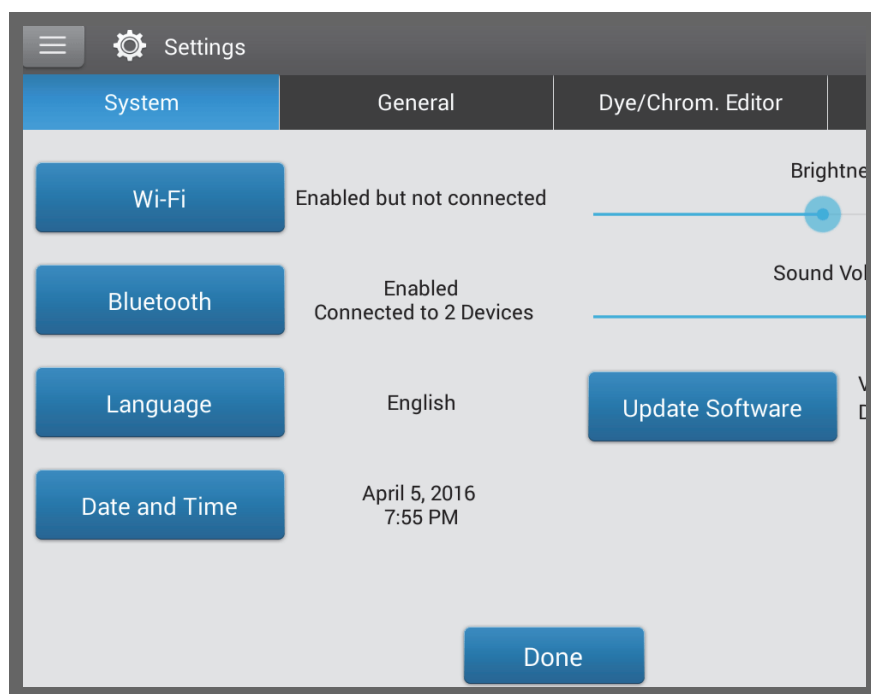 Settings
System
General
Dye/Chrom. Editor
Wi-Fi
Enabled but not connected
Bluetooth
Enabled
Connected to 2 Devices
Language
English
Update Software
Date and Time
April 5, 2016
7:55 PM
Sound
Done